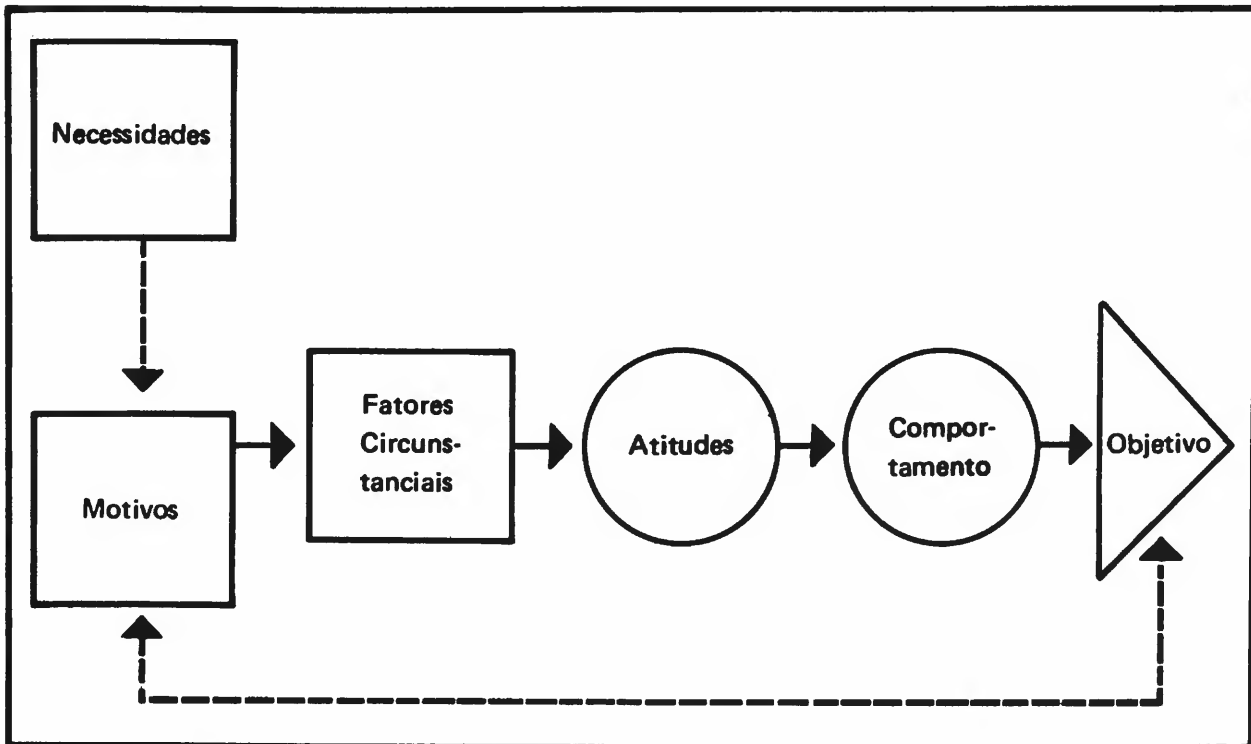 Necessidades
Motivos
Fatores
Circuns-
tanciais
Atitudes
Compor-
tamento
Objetivo